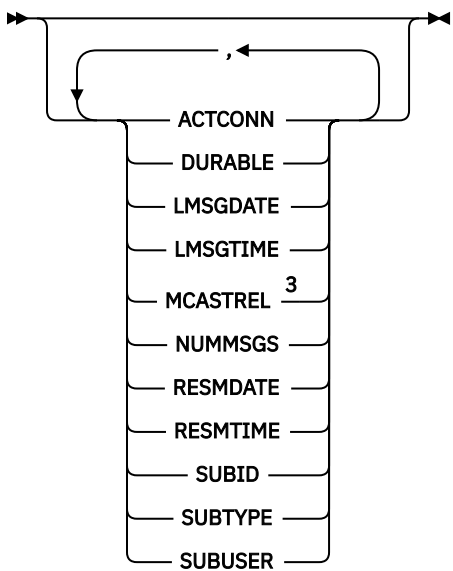 ,
ACTCONN
DURABLE
LMSGDATE
LMSGTIME
MCASTREL 3
NUMMSGS
RESMDATE
RESMTIME
SUBID
SUBTYPE
SUBUSER